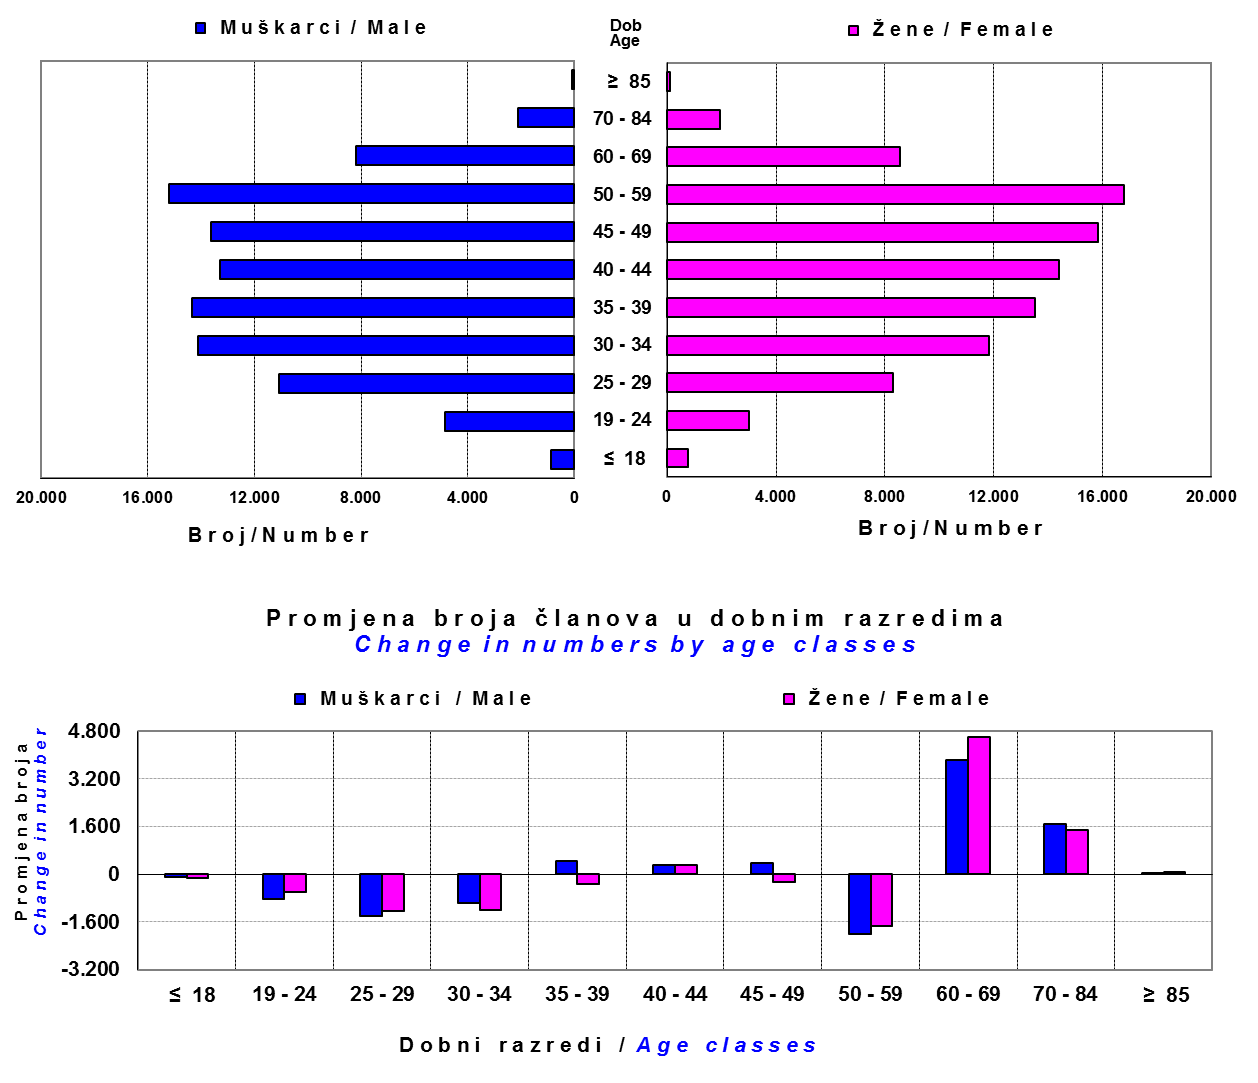 Muškarci / Male
Dob
Age
Žene / Female
≥ 85
70 - 84
60 - 69
50 - 59
45 - 49
40 - 44
35 - 39
30 - 34
25 - 29
19 - 24
≤ 18
20.000 16.000 12.000 8.000 4.000 0
0 4.000 8.000 12.000 16.000 20.000
Broj/Number
Broj/Number
Promjena broja članova u dobnim razredima
Change in numbers by age classes
Muškarci / Male
Žene / Female
Promjena broja
Change in number
4.800
3.200
1.600
0
-1.600
-3.200
≤ 18 19 - 24 25 - 29 30 - 34 35 - 39 40 - 44 45 - 49 50 - 59 60 - 69 70 - 84 ≥ 85
Dobni razredi / Age classes